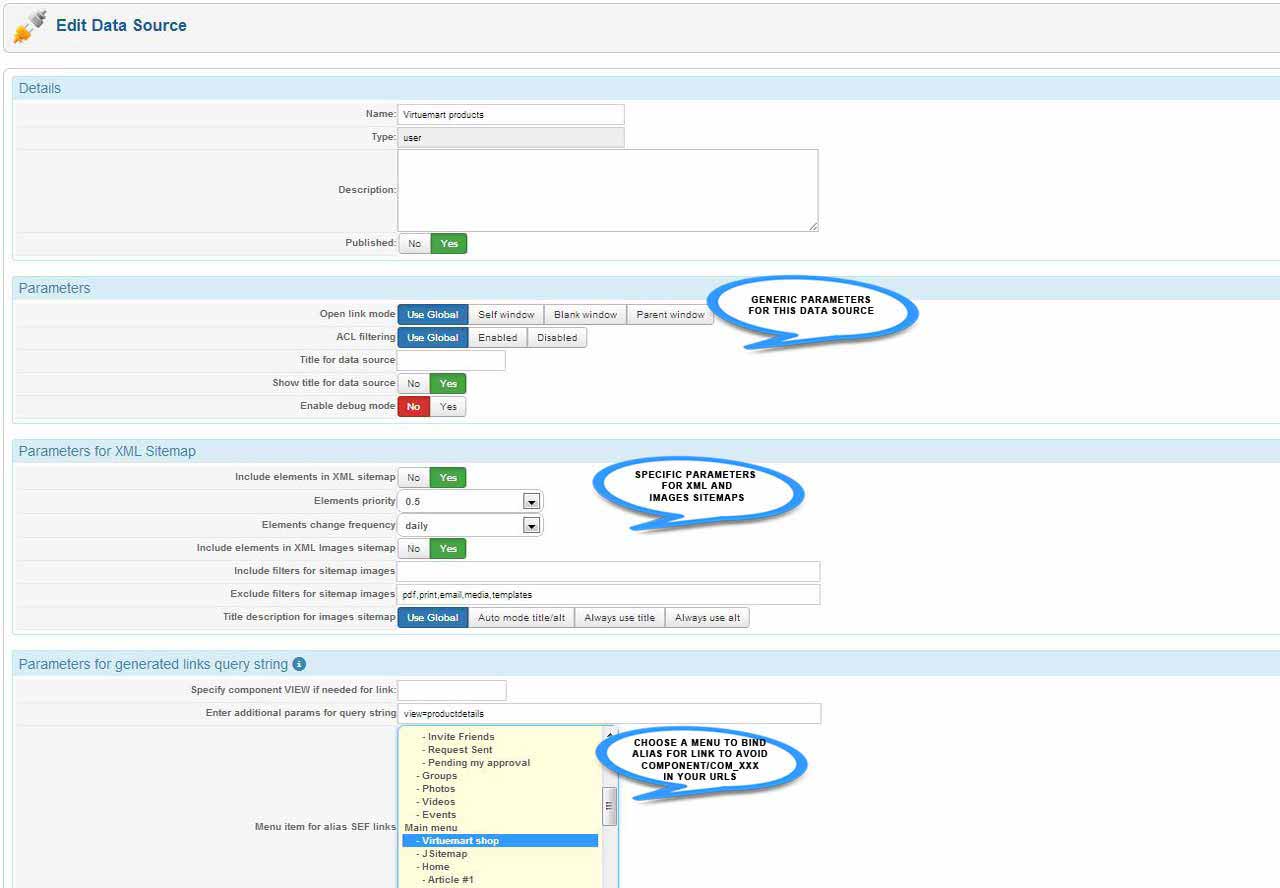 Edit Data Source
Details
Name: Virtuemart products
Type: user
Description:
Published: No Yes
Parameters
Open link mode Use Global Self window Blank window Parent window
ACL filtering Use Global Enabled Disabled
Title for data source
Show title for data source No Yes
Enable debug mode No Yes
GENERIC PARAMETERS
FOR THIS DATA SOURCE
Parameters for XML Sitemap
Include elements in XML sitemap No Yes
Elements priority 0.5
Elements change frequency daily
Include elements in XML Images sitemap No Yes
Include filters for sitemap images
Exclude filters for sitemap images pdf,print,email,media,templates
Title description for images sitemap Use Global Auto mode title/alt Always use title Always use alt
SPECIFIC PARAMETERS
FOR XML AND
IMAGES SITEMAPS
Parameters for generated links query string i
Specify component VIEW if needed for link:
Enter additional params for query string view=productdetails
Menu item for alias SEF links
- Invite Friends
- Request Sent
- Pending my approval
- Groups
- Photos
- Videos
- Events
Main menu
- Virtuemart shop
- JSitemap
- Home
- Article #1
CHOOSE A MENU TO BIND
ALIAS FOR LINK TO AVOID
COMPONENT/COM_XXX
IN YOUR URLS